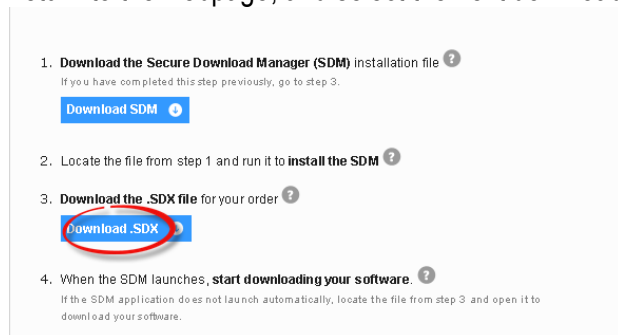 1. Download the Secure Download Manager (SDM) installation file ?
If you have completed this step previously, go to step 3.
Download SDM
2. Locate the file from step 1 and run it to install the SDM ?
3. Download the .SDX file for your order ?
Download .SDX
4. When the SDM launches, start downloading your software. ?
If the SDM application does not launch automatically, locate the file from step 3 and open it to
download your software.